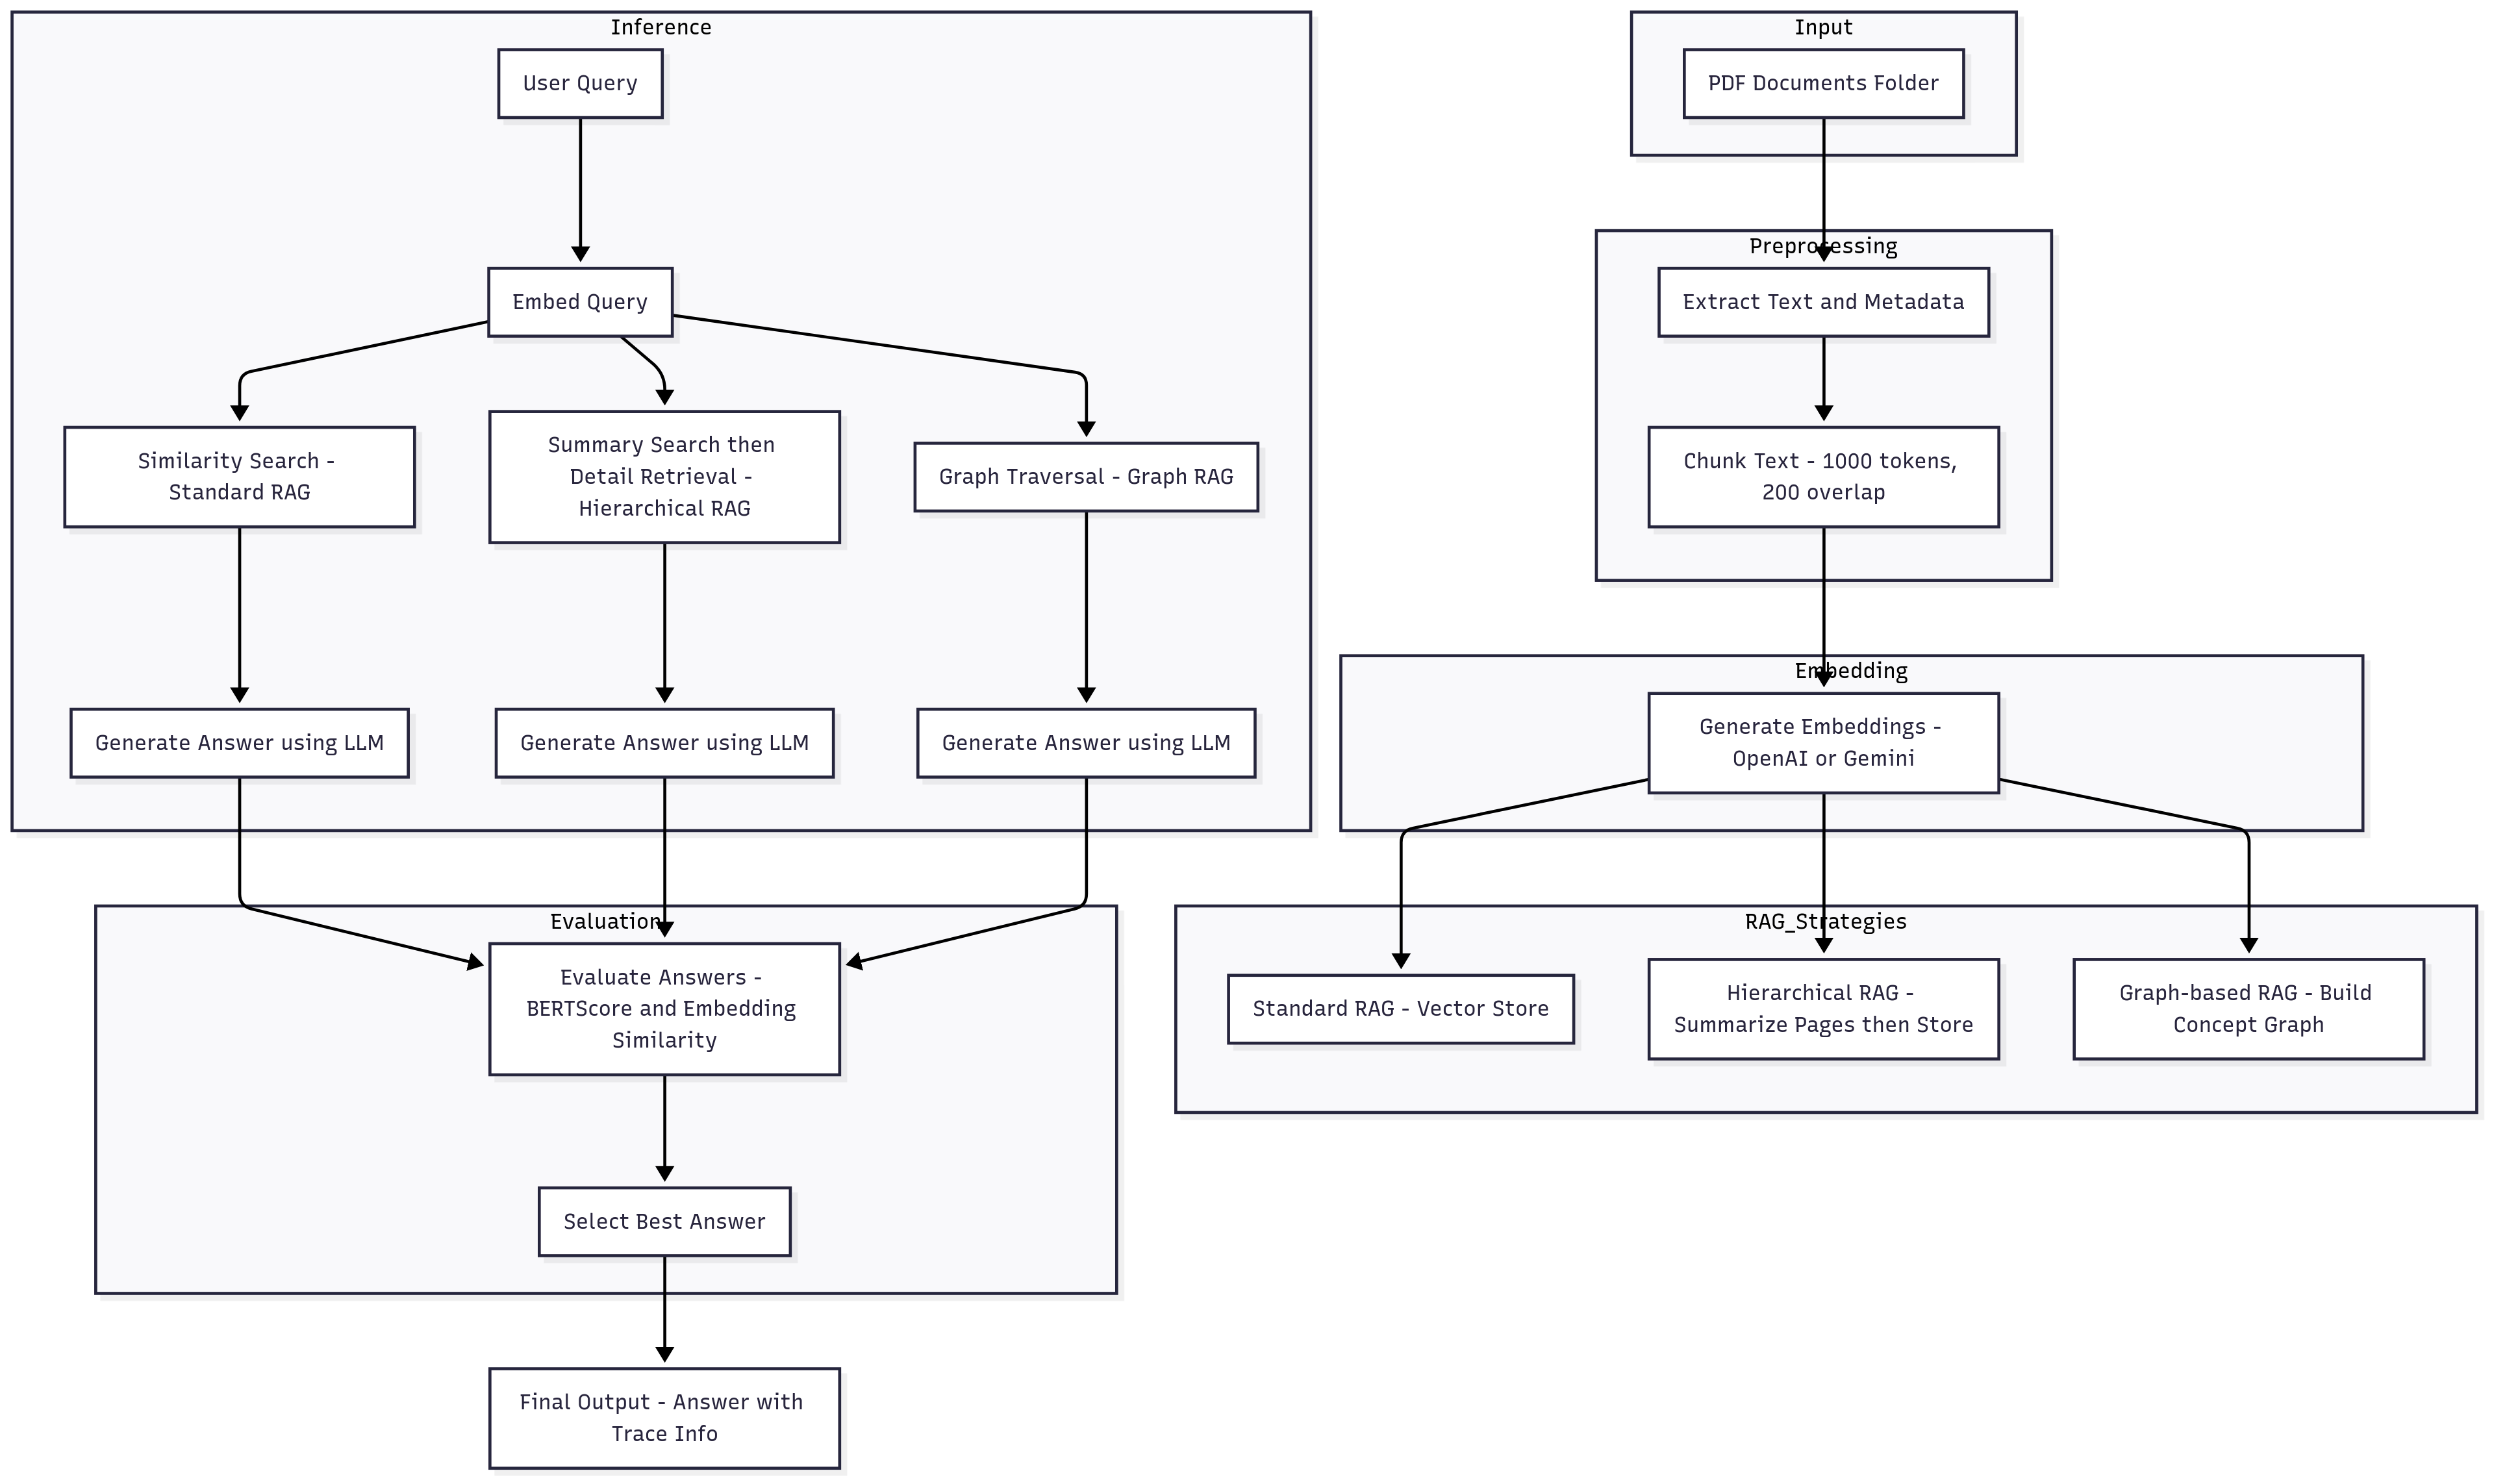 Inference
User Query
Embed Query
Similarity Search -
Standard RAG
Summary Search then
Detail Retrieval -
Hierarchical RAG
Graph Traversal - Graph RAG
Generate Answer using LLM
Generate Answer using LLM
Generate Answer using LLM
Evaluation
Evaluate Answers -
BERTScore and Embedding
Similarity
Select Best Answer
Final Output - Answer with
Trace Info
Input
PDF Documents Folder
Preprocessing
Extract Text and Metadata
Chunk Text - 1000 tokens,
200 overlap
Embedding
Generate Embeddings -
OpenAI or Gemini
RAG_Strategies
Standard RAG - Vector Store
Hierarchical RAG -
Summarize Pages then Store
Graph-based RAG - Build
Concept Graph